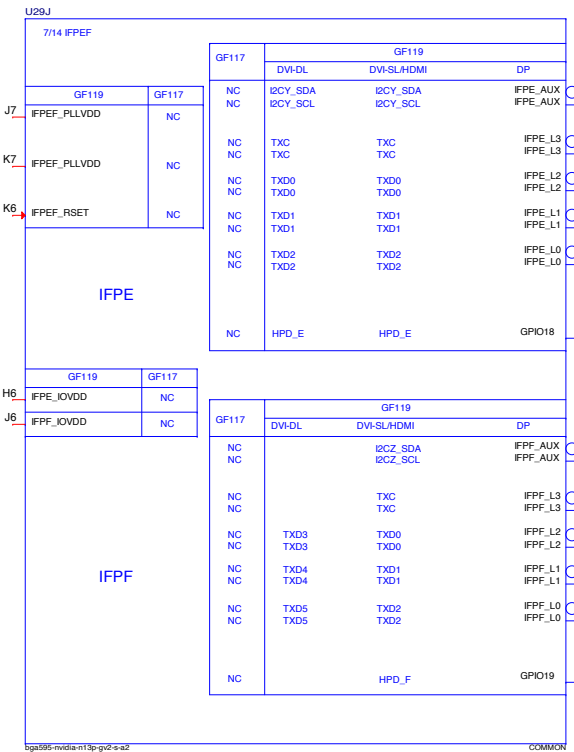 U29J
7/14 IFPEF
GF117 GF119
DVI-DL DVI-SL/HDMI DP
NC I2CY_SDA I2CY_SDA IFPE_AUX
NC I2CY_SCL I2CY_SCL IFPE_AUX
NC TXC TXC IFPE_L3
NC TXC TXC IFPE_L3
NC TXD0 TXD0 IFPE_L2
NC TXD0 TXD0 IFPE_L2
NC TXD1 TXD1 IFPE_L1
NC TXD1 TXD1 IFPE_L1
NC TXD2 TXD2 IFPE_L0
NC TXD2 TXD2 IFPE_L0
NC HPD_E HPD_E GPIO18
GF119 GF117
J7 IFPEF_PLLVDD NC
K7 IFPEF_PLLVDD NC
K6 IFPEF_RSET NC
IFPE
GF119 GF117
H6 IFPE_IOVDD NC
J6 IFPF_IOVDD NC
GF117 GF119
DVI-DL DVI-SL/HDMI DP
NC I2CZ_SDA IFPF_AUX
NC I2CZ_SCL IFPF_AUX
NC TXC IFPF_L3
NC TXC IFPF_L3
NC TXD3 TXD0 IFPF_L2
NC TXD3 TXD0 IFPF_L2
NC TXD4 TXD1 IFPF_L1
NC TXD4 TXD1 IFPF_L1
NC TXD5 TXD2 IFPF_L0
NC TXD5 TXD2 IFPF_L0
NC HPD_F GPIO19
IFPF
bga595-nvidia-n13p-gv2-s-a2 COMMON